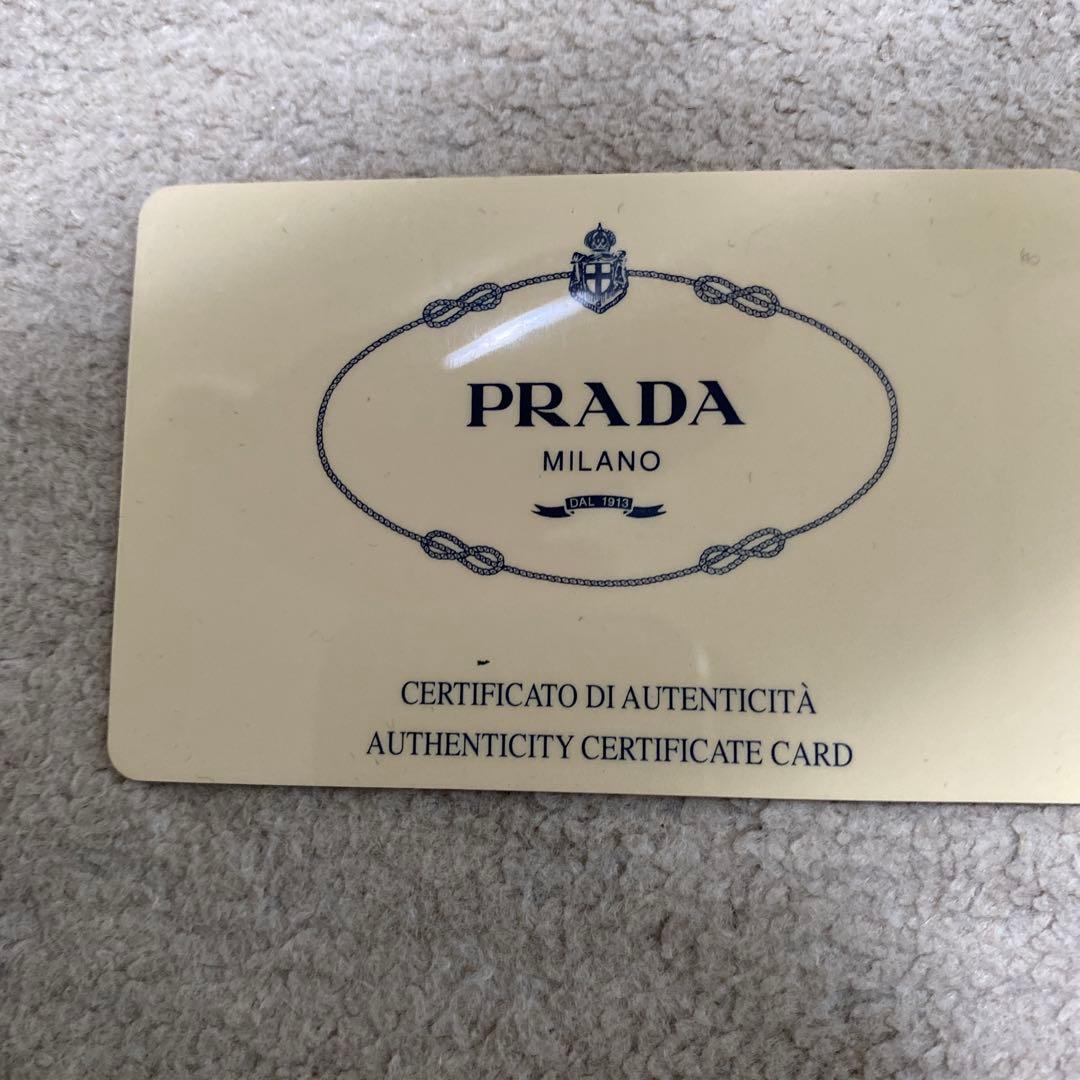 PRADA
MILANO
DAL 1913
CERTIFICATO DI AUTENTICITÀ
AUTHENTICITY CERTIFICATE CARD